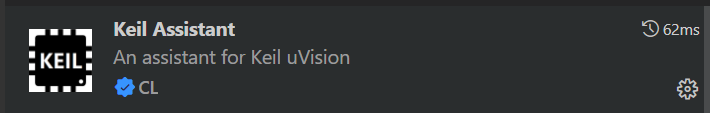 Keil Assistant
62ms
KEIL
An assistant for Keil uVision
CL